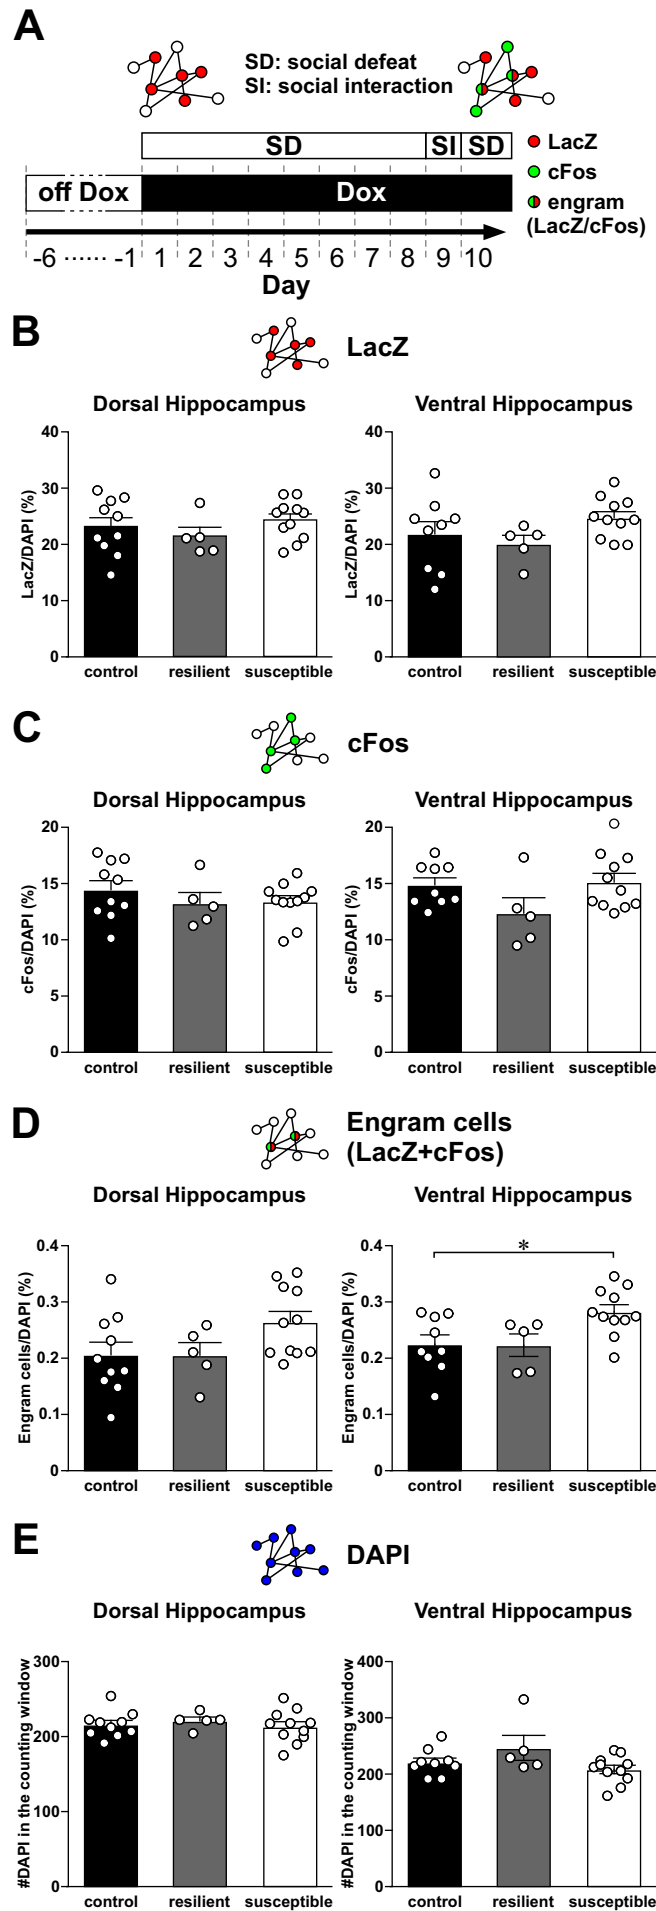 A
SD: social defeat
SI: social interaction
SD SI SD
LacZ
cFos
engram
(LacZ/cFos)
off Dox Dox
-6 ...... -1 1 2 3 4 5 6 7 8 9 10
Day
B
LacZ
Dorsal Hippocampus
LacZ/DAPI (%)
40
30
20
10
0
control resilient susceptible
Ventral Hippocampus
LacZ/DAPI (%)
40
30
20
10
0
control resilient susceptible
C
cFos
Dorsal Hippocampus
cFos/DAPI (%)
20
15
10
5
0
control resilient susceptible
Ventral Hippocampus
cFos/DAPI (%)
20
15
10
5
0
control resilient susceptible
D
Engram cells
(LacZ+cFos)
Dorsal Hippocampus
Engram cells/DAPI (%)
0.4
0.3
0.2
0.1
0
control resilient susceptible
Ventral Hippocampus
Engram cells/DAPI (%)
0.4
0.3
0.2
0.1
0
*
control resilient susceptible
E
DAPI
Dorsal Hippocampus
#DAPI in the counting window
300
200
100
0
control resilient susceptible
Ventral Hippocampus
#DAPI in the counting window
400
300
200
100
0
control resilient susceptible